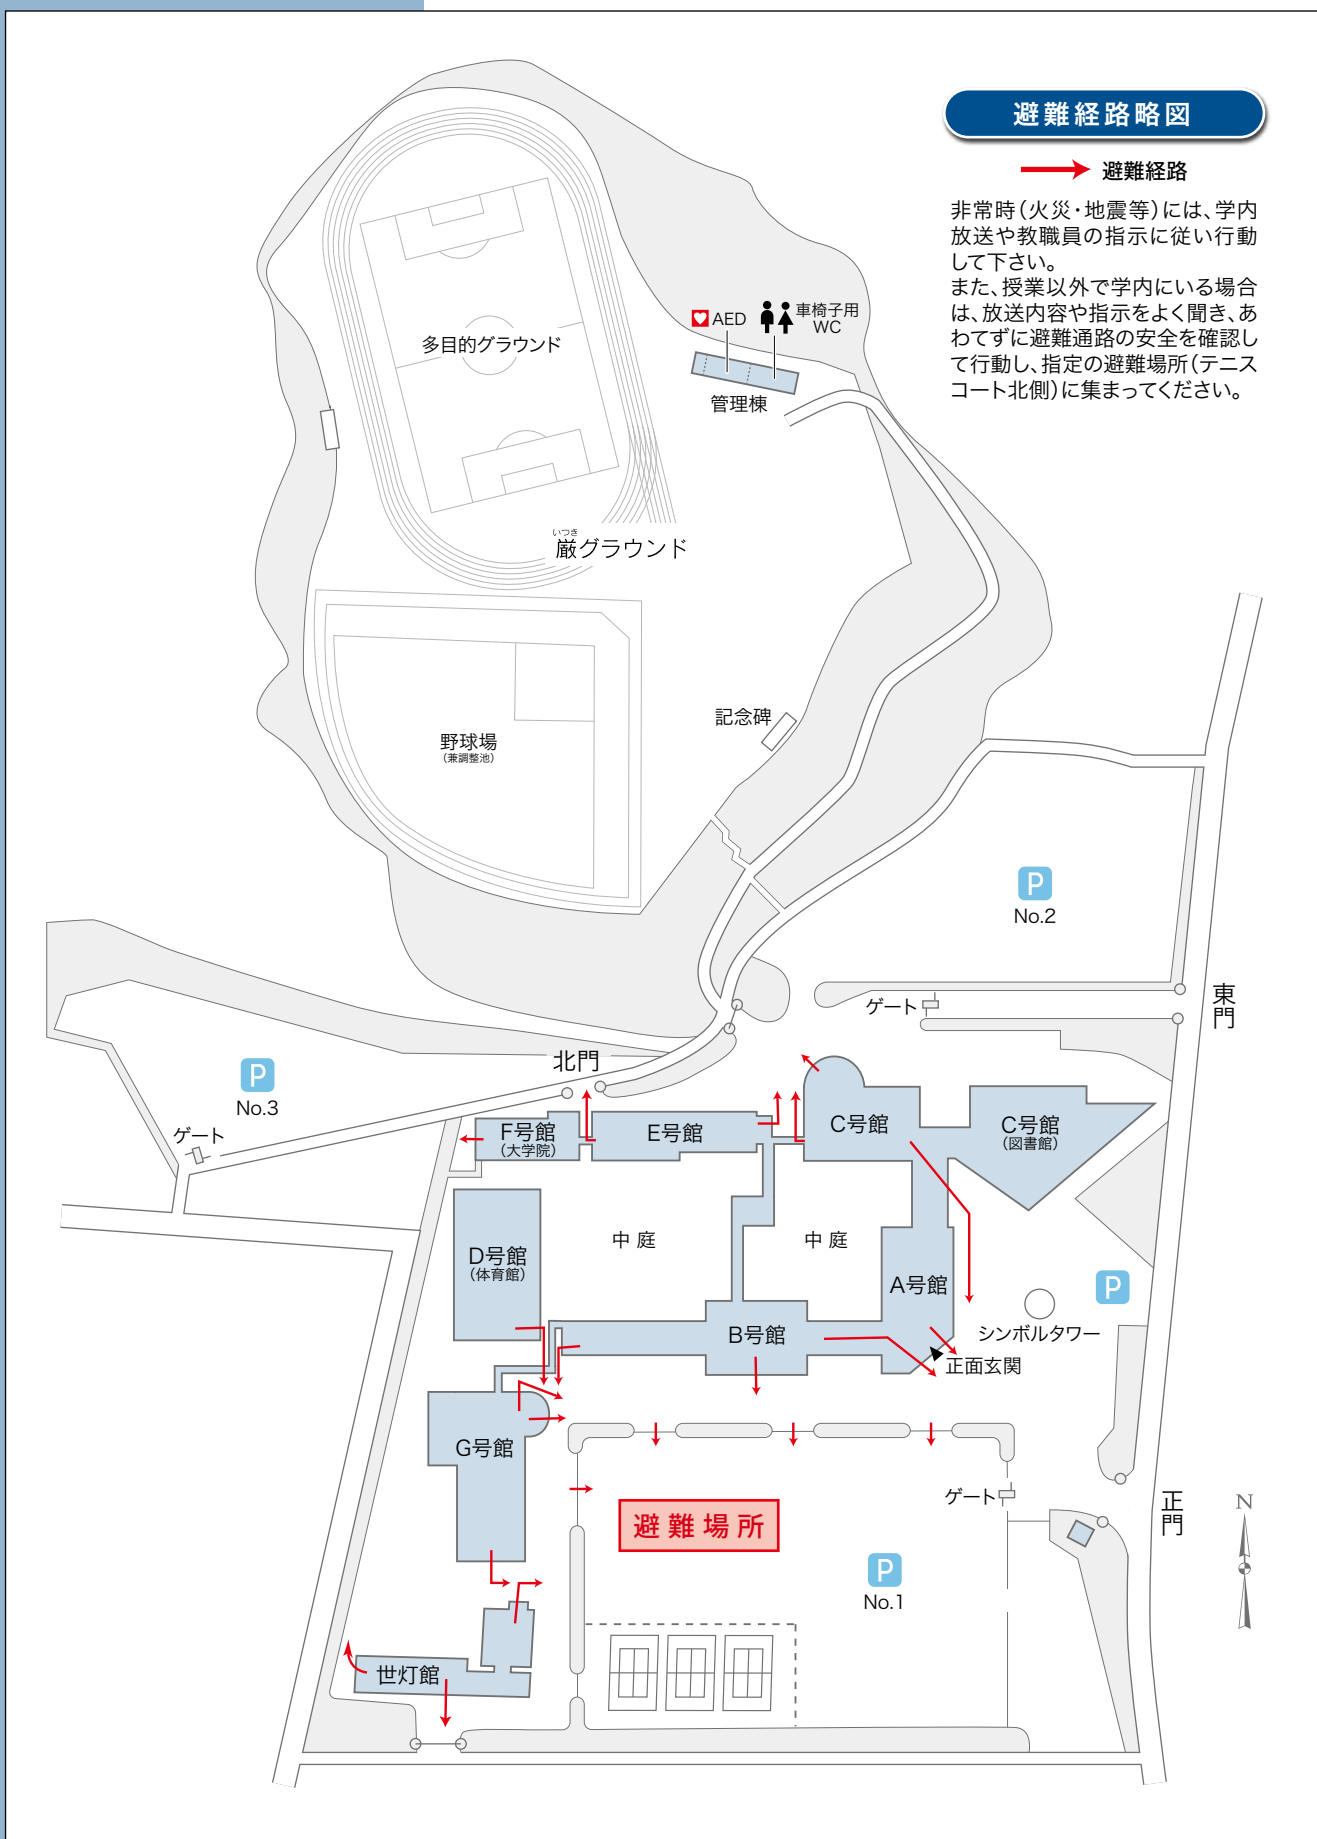 避難経路略図
避難経路
非常時(火災・地震等)には、学内
放送や教職員の指示に従い行動
して下さい。
また、授業以外で学内にいる場合
は、放送内容や指示をよく聞き、あ
わてずに避難通路の安全を確認し
て行動し、指定の避難場所(テニス
コート北側)に集まってください。
AED
車椅子用
WC
管理棟
多目的グラウンド
いつき
厳グラウンド
野球場
(兼調整池)
記念碑
P
No.2
東門
ゲート
北門
P
No.3
ゲート
F号館
(大学院)
E号館
C号館
C号館
(図書館)
D号館
(体育館)
中庭
中庭
A号館
B号館
P
シンボルタワー
正面玄関
G号館
避難場所
ゲート
正門
N
P
No.1
世灯館